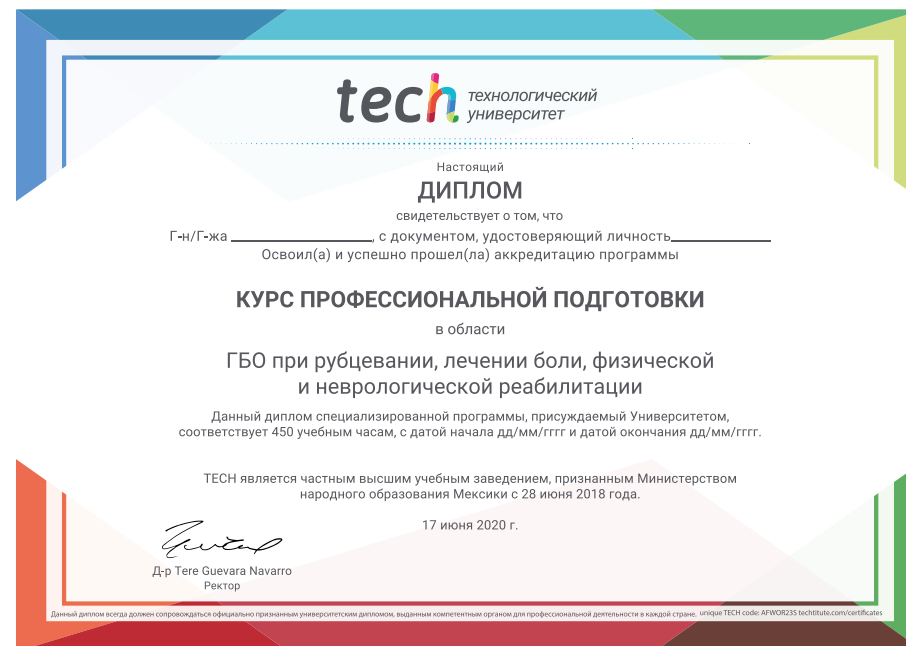 tech технологический
университет
Настоящий
ДИПЛОМ
свидетельствует о том, что
Г-н/Г-жа ____________________, с документом, удостоверяющий личность______________
Освоил(а) и успешно прошел(ла) аккредитацию программы
КУРС ПРОФЕССИОНАЛЬНОЙ ПОДГОТОВКИ
в области
ГБО при рубцевании, лечении боли, физической
и неврологической реабилитации
Данный диплом специализированной программы, присуждаемый Университетом,
соответствует 450 учебным часам, с датой начала дд/мм/гггг и датой окончания дд/мм/гггг.
TECH является частным высшим учебным заведением, признанным Министерством
народного образования Мексики с 28 июня 2018 года.
17 июня 2020 г.
Д-р Tere Guevara Navarro
Ректор
Данный диплом всегда должен сопровождаться официально признанным университетским дипломом, выданным компетентным органом для профессиональной деятельности в каждой стране. unique TECH code: AFWOR23S techtitute.com/certificates